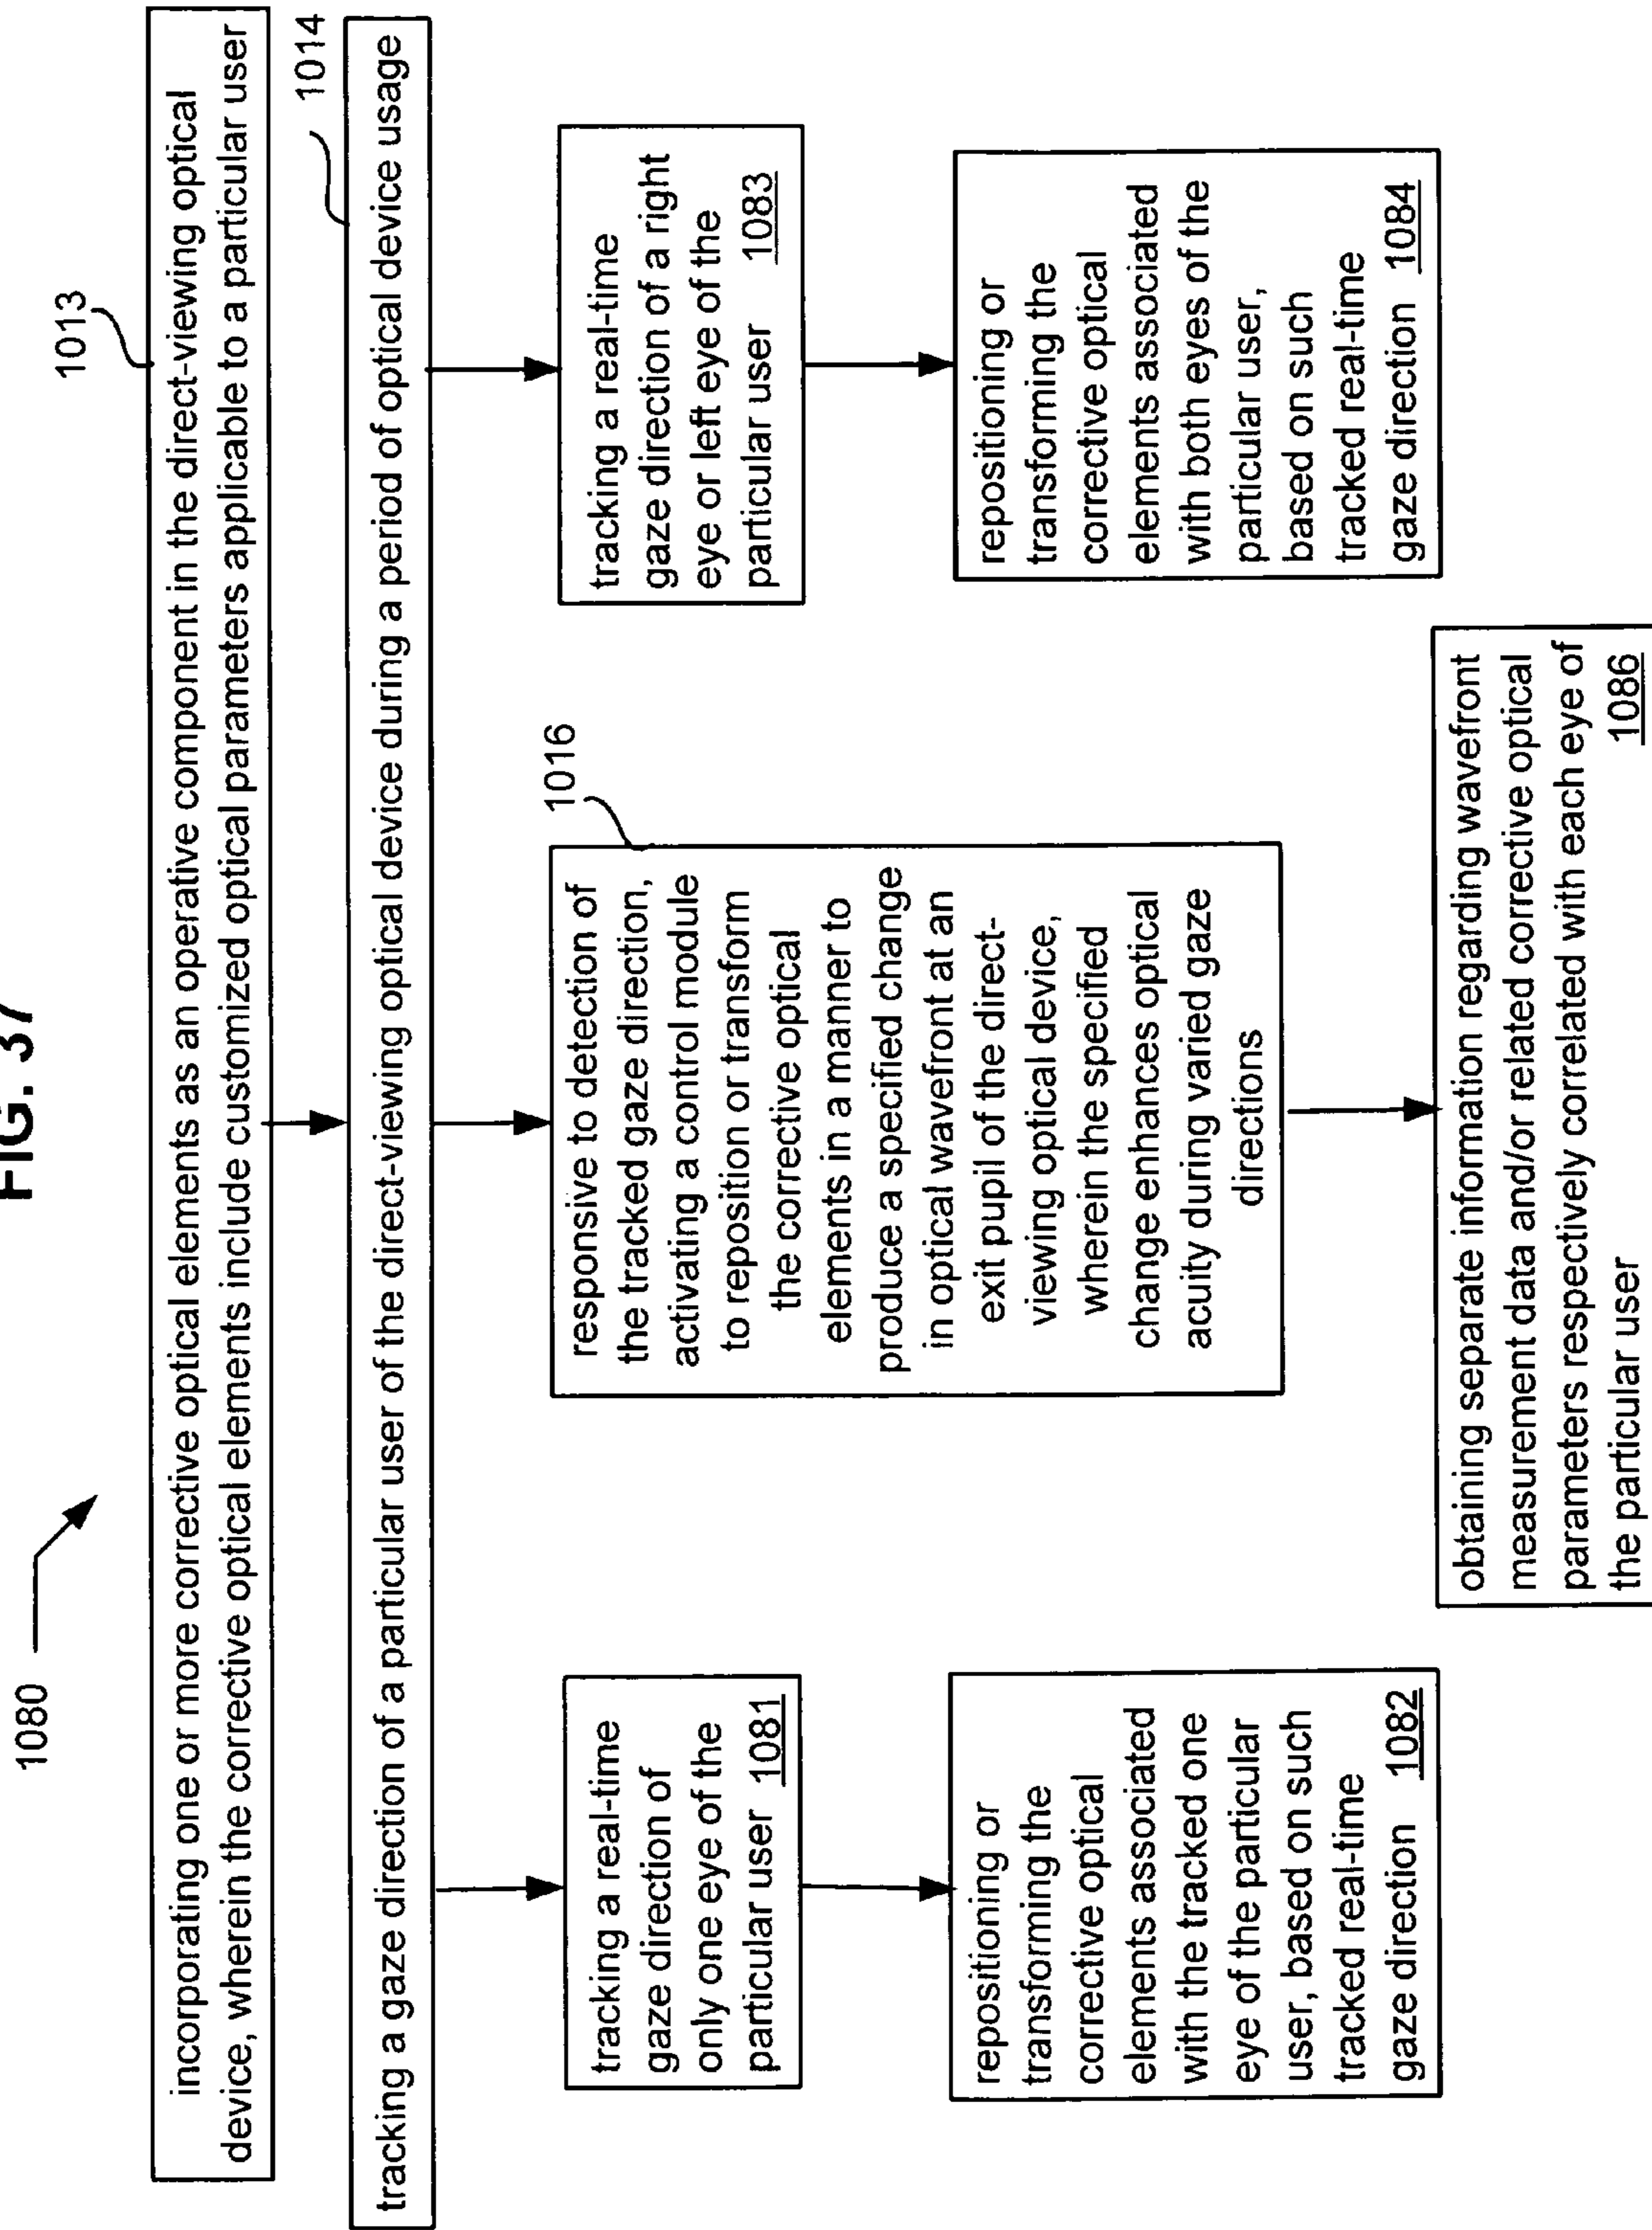 FIG. 37
1080
1013
incorporating one or more corrective optical elements as an operative component in the direct-viewing optical
device, wherein the corrective optical elements include customized optical parameters applicable to a particular user
1014
tracking a gaze direction of a particular user of the direct-viewing optical device during a period of optical device usage
tracking a real-time
gaze direction of
only one eye of the
particular user 1081
repositioning or
transforming the
corrective optical
elements associated
with the tracked one
eye of the particular
user, based on such
tracked real-time
gaze direction 1082
1016
responsive to detection of
the tracked gaze direction,
activating a control module
to reposition or transform
the corrective optical
elements in a manner to
produce a specified change
in optical wavefront at an
exit pupil of the direct-
viewing optical device,
wherein the specified
change enhances optical
acuity during varied gaze
directions
tracking a real-time
gaze direction of a right
eye or left eye of the
particular user 1083
repositioning or
transforming the
corrective optical
elements associated
with both eyes of the
particular user,
based on such
tracked real-time
gaze direction 1084
obtaining separate information regarding wavefront
measurement data and/or related corrective optical
parameters respectively correlated with each eye of
the particular user 1086